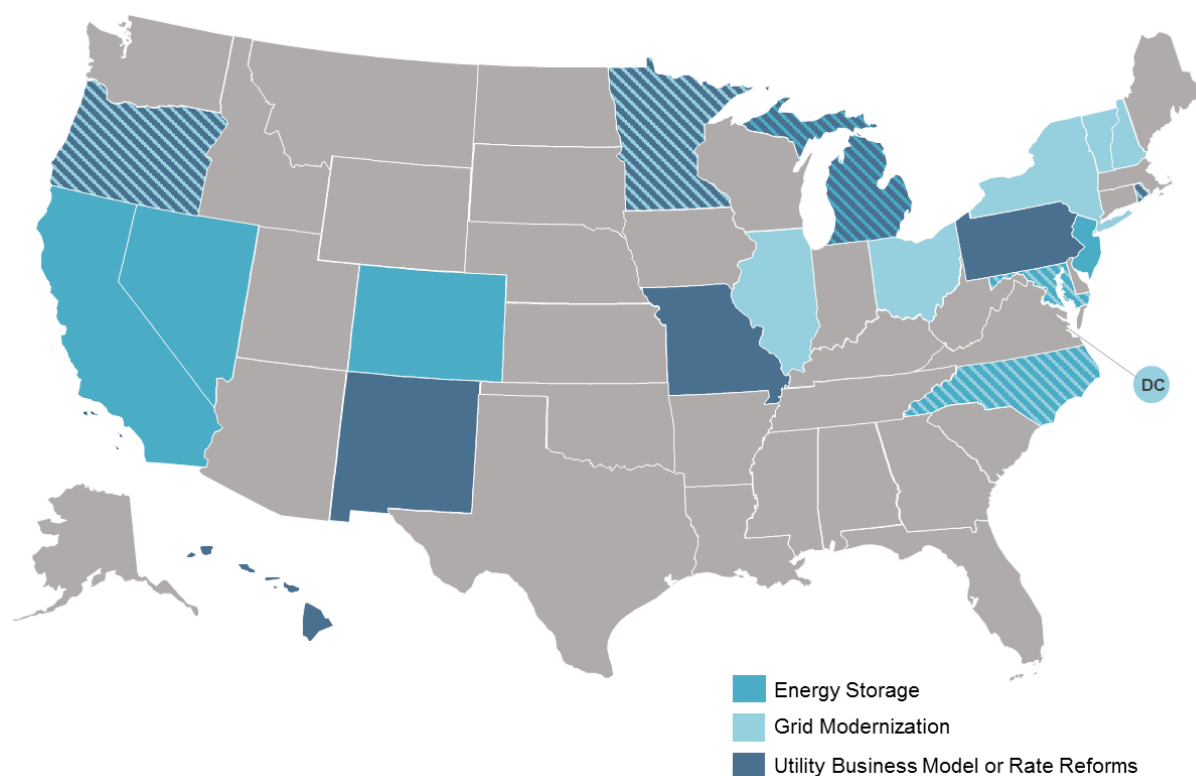 DC
Energy Storage
Grid Modernization
Utility Business Model or Rate Reforms